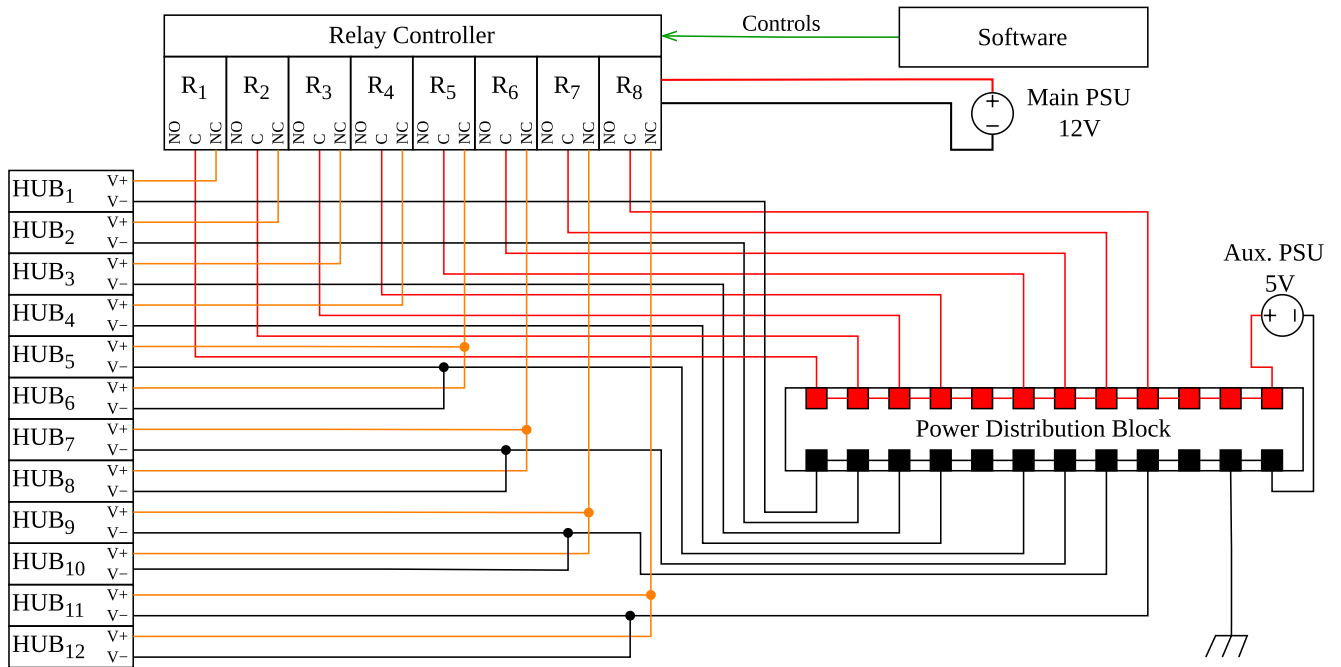 Relay Controller
Controls
Software
R1 R2 R3 R4 R5 R6 R7 R8
NO C NC NO C NC NO C NC NO C NC NO C NC NO C NC NO C NC NO C NC
+
−
Main PSU
12V
HUB1 V+
V−
HUB2 V+
V−
HUB3 V+
V−
HUB4 V+
V−
HUB5 V+
V−
HUB6 V+
V−
HUB7 V+
V−
HUB8 V+
V−
HUB9 V+
V−
HUB10 V+
V−
HUB11 V+
V−
HUB12 V+
V−
Aux. PSU
5V
+ −
Power Distribution Block